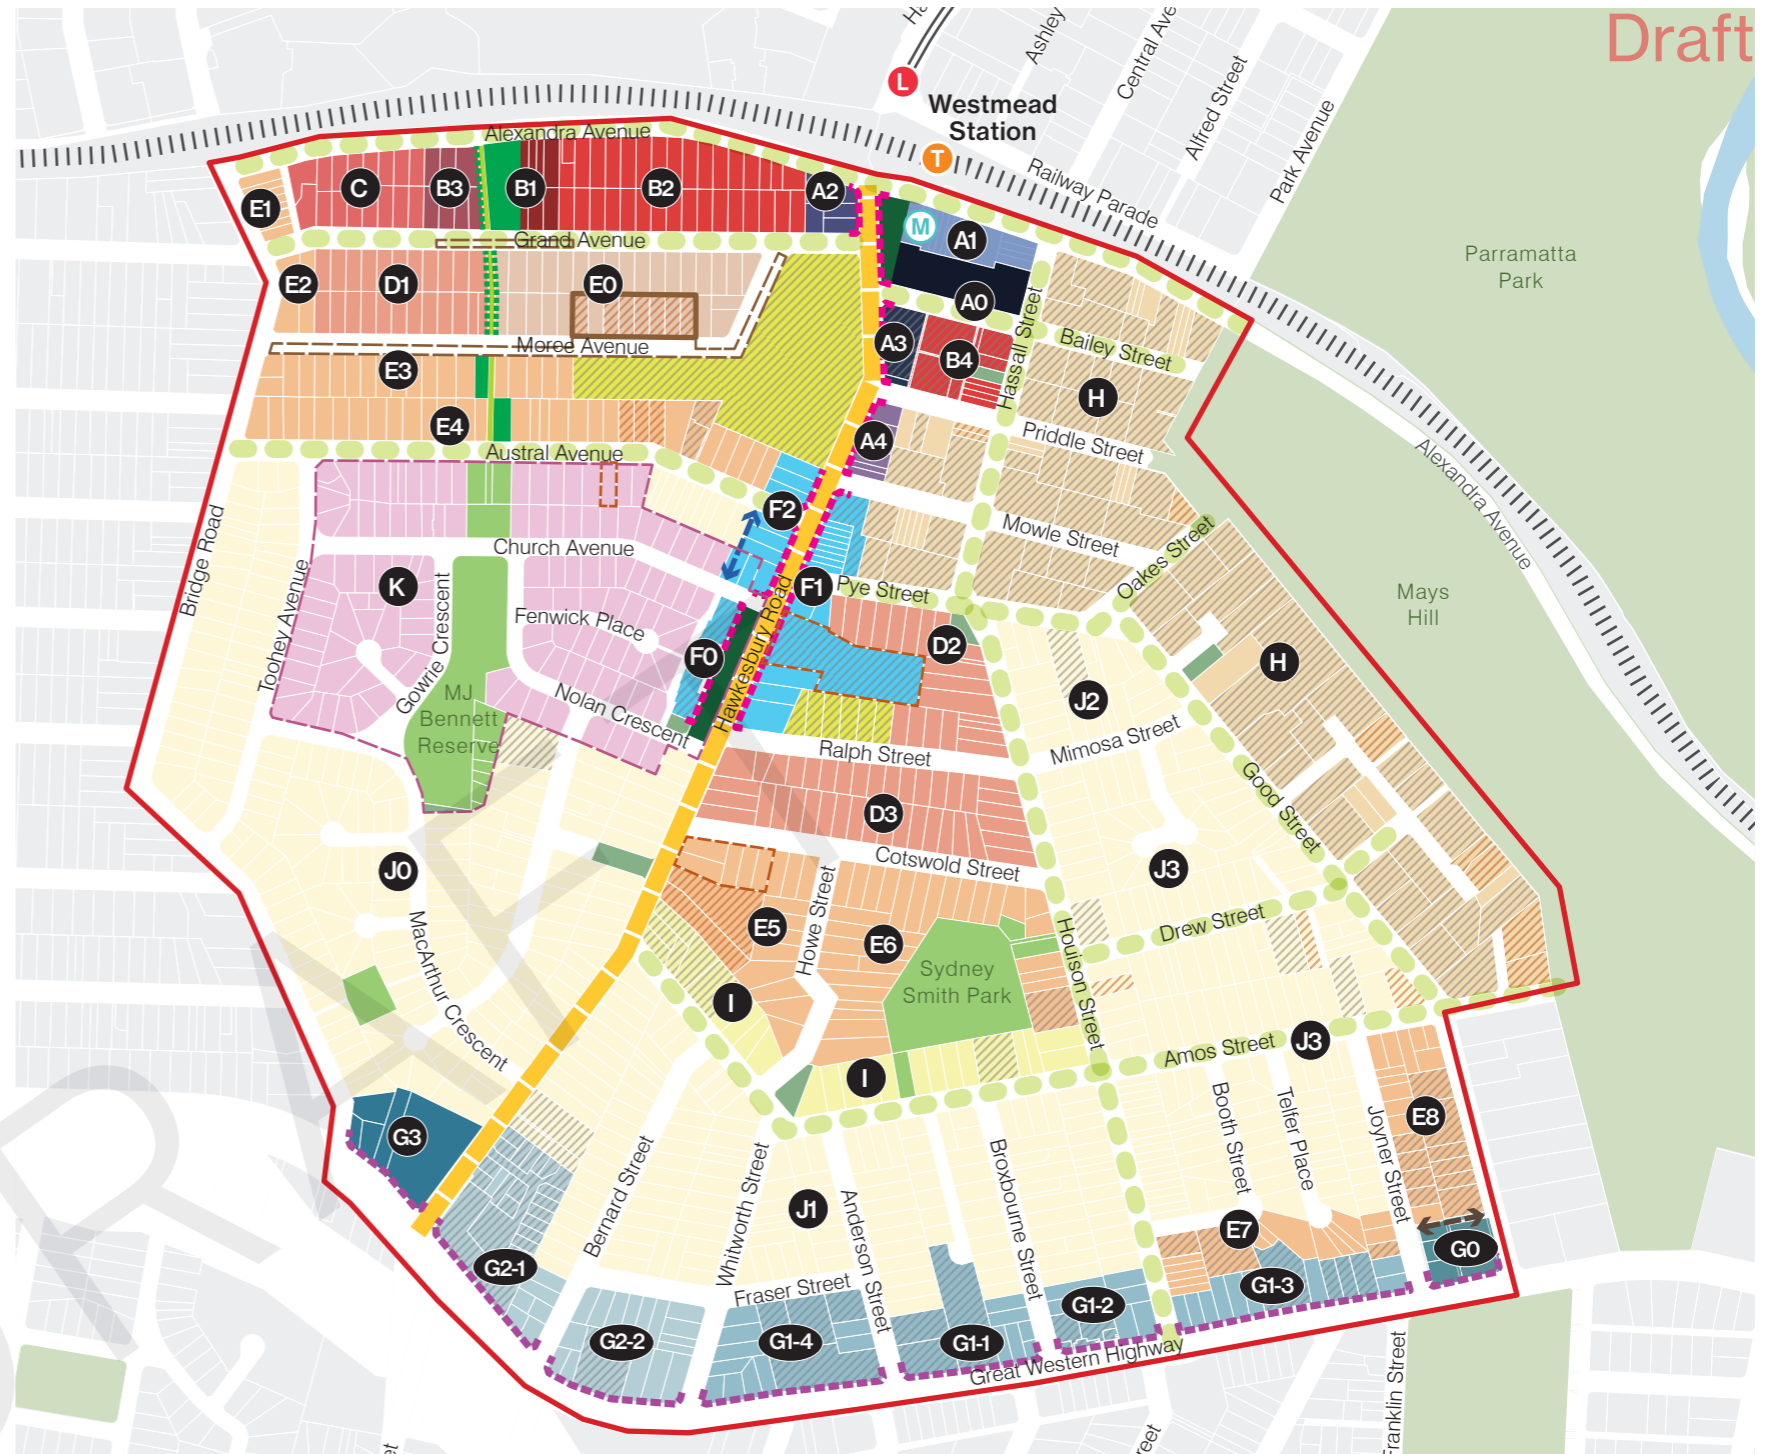 Draft
Ashley
Central Ave
Alfred Street
Park Avenue
L
Westmead
Station
T
Railway Parade
Alexandra Avenue
Parramatta
Park
E1
C
B3
B1
B2
A2
M
A1
Grand Avenue
E2
D1
E0
A0
Hassall Street
Bailey Street
Moree Avenue
A3
B4
E3
H
E4
A4
Priddle Street
Austral Avenue
Alexandra Avenue
Bridge Road
F2
Mowle Street
Oakes Street
Church Avenue
Toohey Avenue
K
Gowrie Crescent
F1
Pye Street
Mays
Hill
Fenwick Place
Hawkesbury Road
F0
D2
H
MJ
Bennett
Reserve
Nolan Crescent
J2
Ralph Street
Mimosa Street
Good Street
D3
J0
Cotswold Street
J3
MacArthur Crescent
E5
Howe Street
E6
Houison Street
Drew Street
Sydney
Smith Park
I
I
Amos Street
J3
G3
Bernard Street
Whitworth Street
J1
Anderson Street
Broxbourne Street
Booth Street
Telfer Place
Joyner Street
E8
E7
G0
G2-1
Fraser Street
G1-3
G1-2
G2-2
G1-4
G1-1
Great Western Highway
Franklin Street